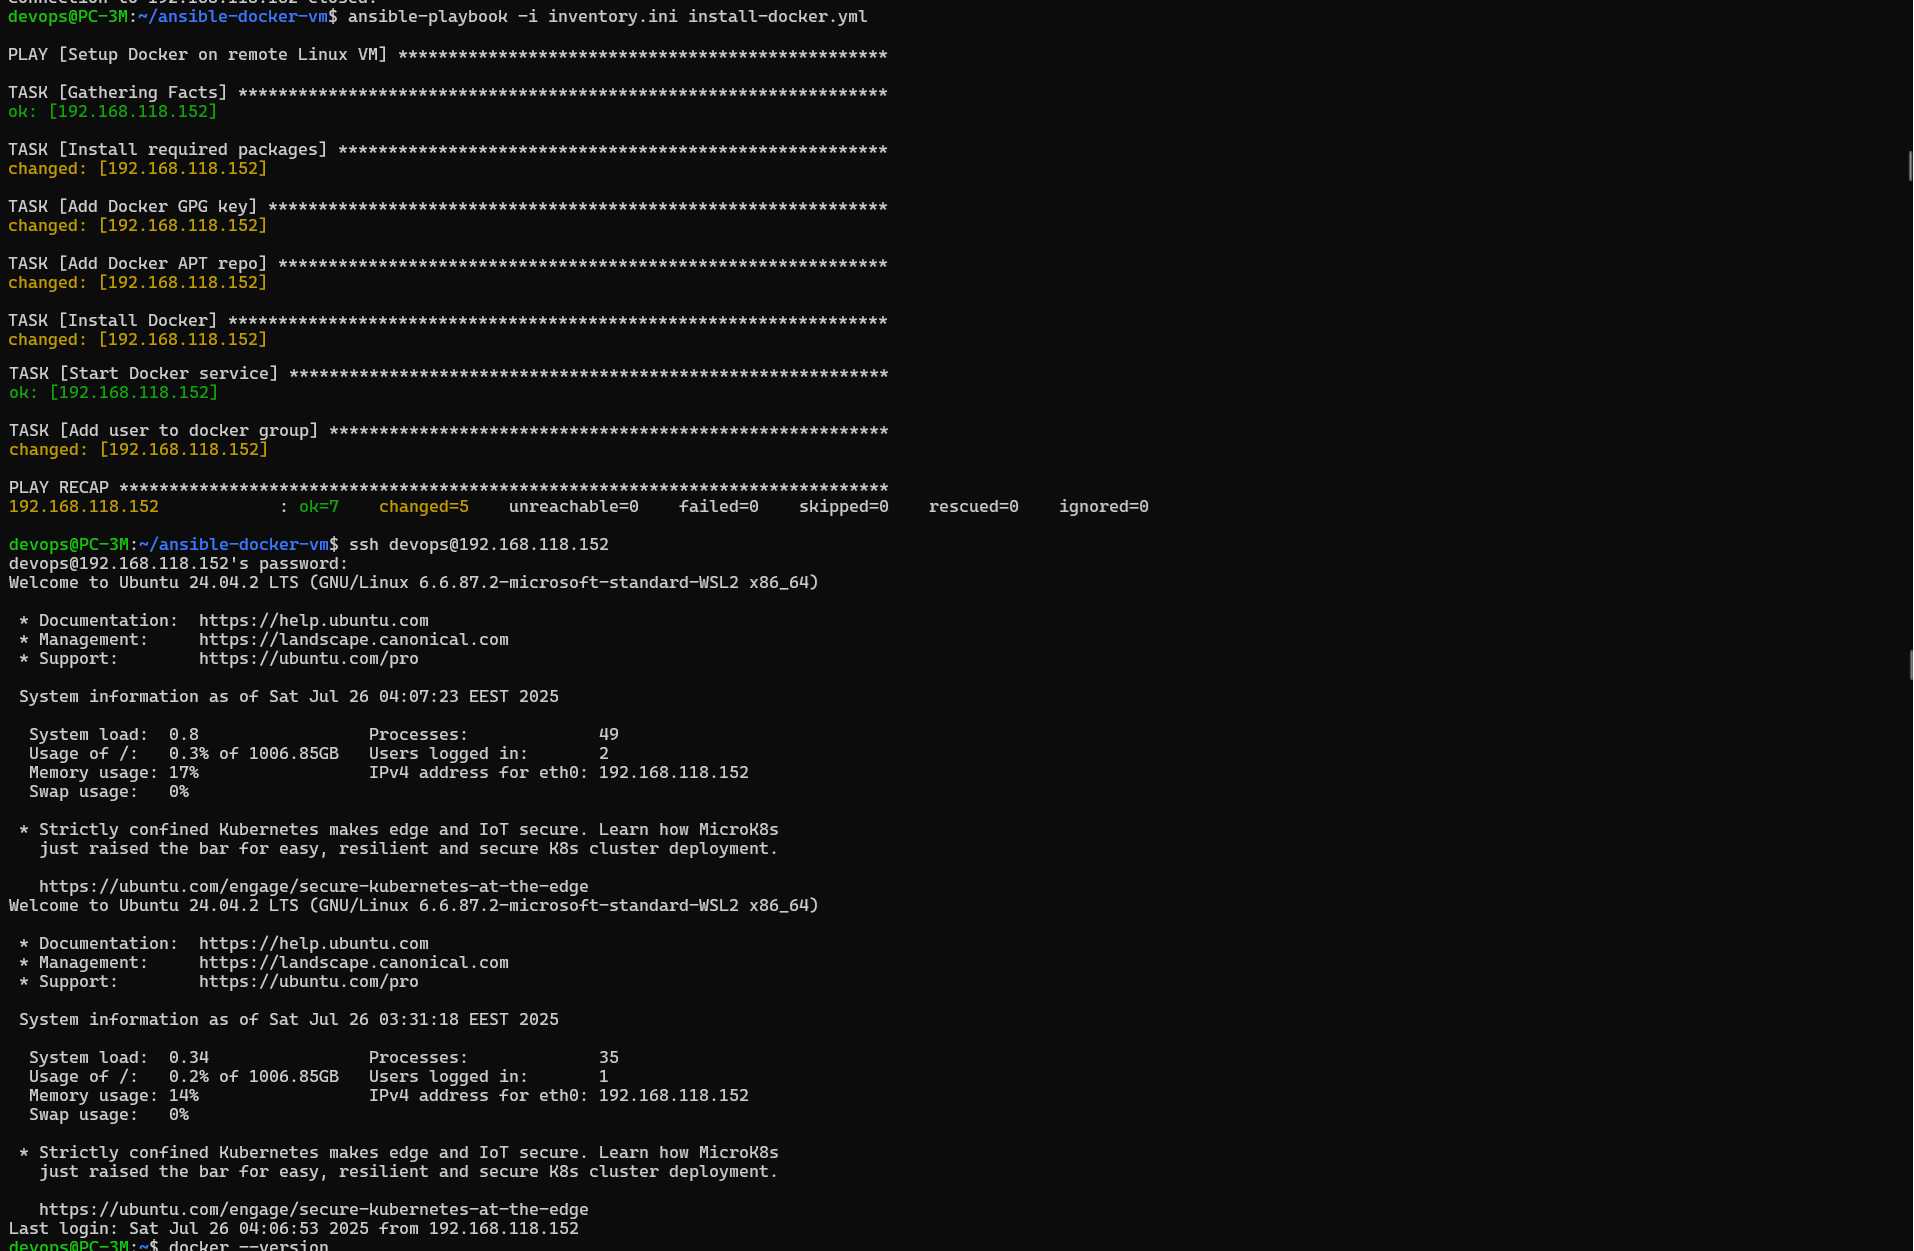 devops@PC-3M:~/ansible-docker-vm$ ansible-playbook -i inventory.ini install-docker.yml
PLAY [Setup Docker on remote Linux VM] *************************************************
TASK [Gathering Facts] *****************************************************************
ok: [192.168.118.152]
TASK [Install required packages] *******************************************************
changed: [192.168.118.152]
TASK [Add Docker GPG key] **************************************************************
changed: [192.168.118.152]
TASK [Add Docker APT repo] *************************************************************
changed: [192.168.118.152]
TASK [Install Docker] ******************************************************************
changed: [192.168.118.152]
TASK [Start Docker service] ************************************************************
ok: [192.168.118.152]
TASK [Add user to docker group] ********************************************************
changed: [192.168.118.152]
PLAY RECAP *****************************************************************************
192.168.118.152            : ok=7    changed=5    unreachable=0    failed=0    skipped=0    rescued=0    ignored=0
devops@PC-3M:~/ansible-docker-vm$ ssh devops@192.168.118.152
devops@192.168.118.152's password:
Welcome to Ubuntu 24.04.2 LTS (GNU/Linux 6.6.87.2-microsoft-standard-WSL2 x86_64)
* Documentation:  https://help.ubuntu.com
* Management:     https://landscape.canonical.com
* Support:        https://ubuntu.com/pro
System information as of Sat Jul 26 04:07:23 EEST 2025
System load:  0.8                 Processes:             49
Usage of /:   0.3% of 1006.85GB   Users logged in:       2
Memory usage: 17%                 IPv4 address for eth0: 192.168.118.152
Swap usage:   0%
* Strictly confined Kubernetes makes edge and IoT secure. Learn how MicroK8s
just raised the bar for easy, resilient and secure K8s cluster deployment.
https://ubuntu.com/engage/secure-kubernetes-at-the-edge
Welcome to Ubuntu 24.04.2 LTS (GNU/Linux 6.6.87.2-microsoft-standard-WSL2 x86_64)
* Documentation:  https://help.ubuntu.com
* Management:     https://landscape.canonical.com
* Support:        https://ubuntu.com/pro
System information as of Sat Jul 26 03:31:18 EEST 2025
System load:  0.34                Processes:             35
Usage of /:   0.2% of 1006.85GB   Users logged in:       1
Memory usage: 14%                 IPv4 address for eth0: 192.168.118.152
Swap usage:   0%
* Strictly confined Kubernetes makes edge and IoT secure. Learn how MicroK8s
just raised the bar for easy, resilient and secure K8s cluster deployment.
https://ubuntu.com/engage/secure-kubernetes-at-the-edge
Last login: Sat Jul 26 04:06:53 2025 from 192.168.118.152
devops@PC-3M:~$ docker --version